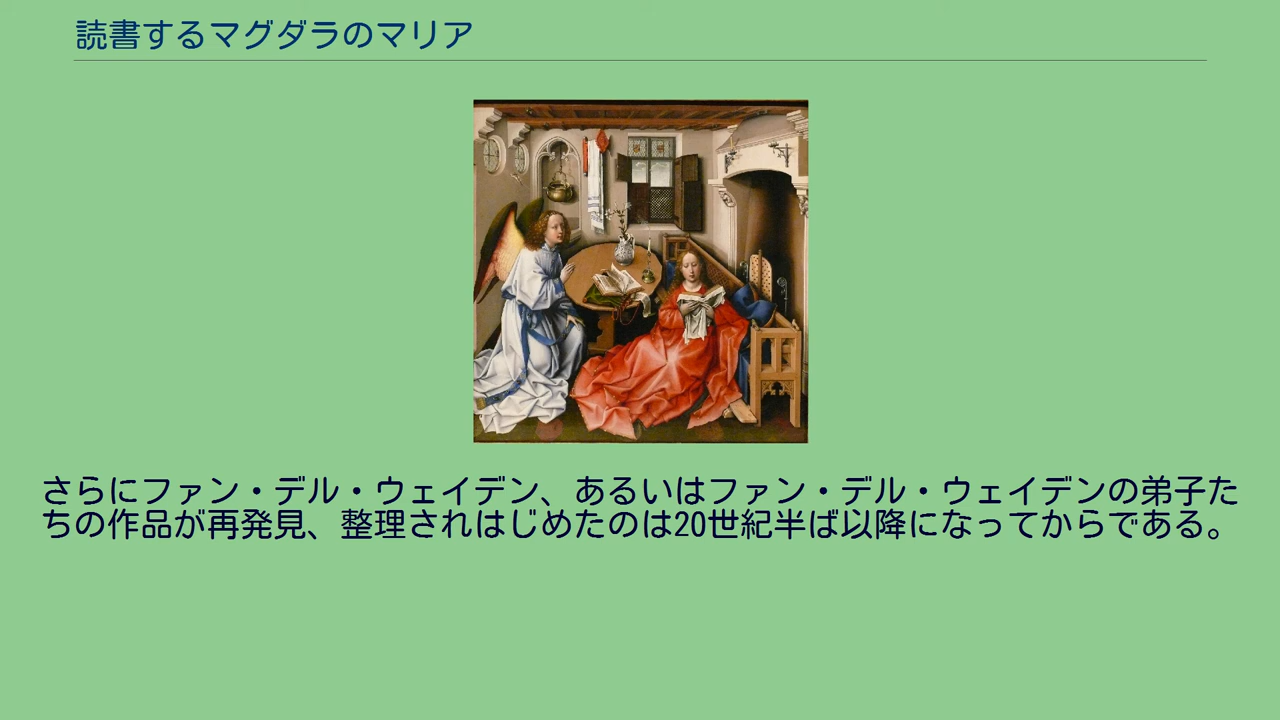 読書するマグダラのマリア
さらにファン・デル・ウェイデン、あるいはファン・デル・ウェイデンの弟子た
ちの作品が再発見、整理されはじめたのは20世紀半ば以降になってからである。